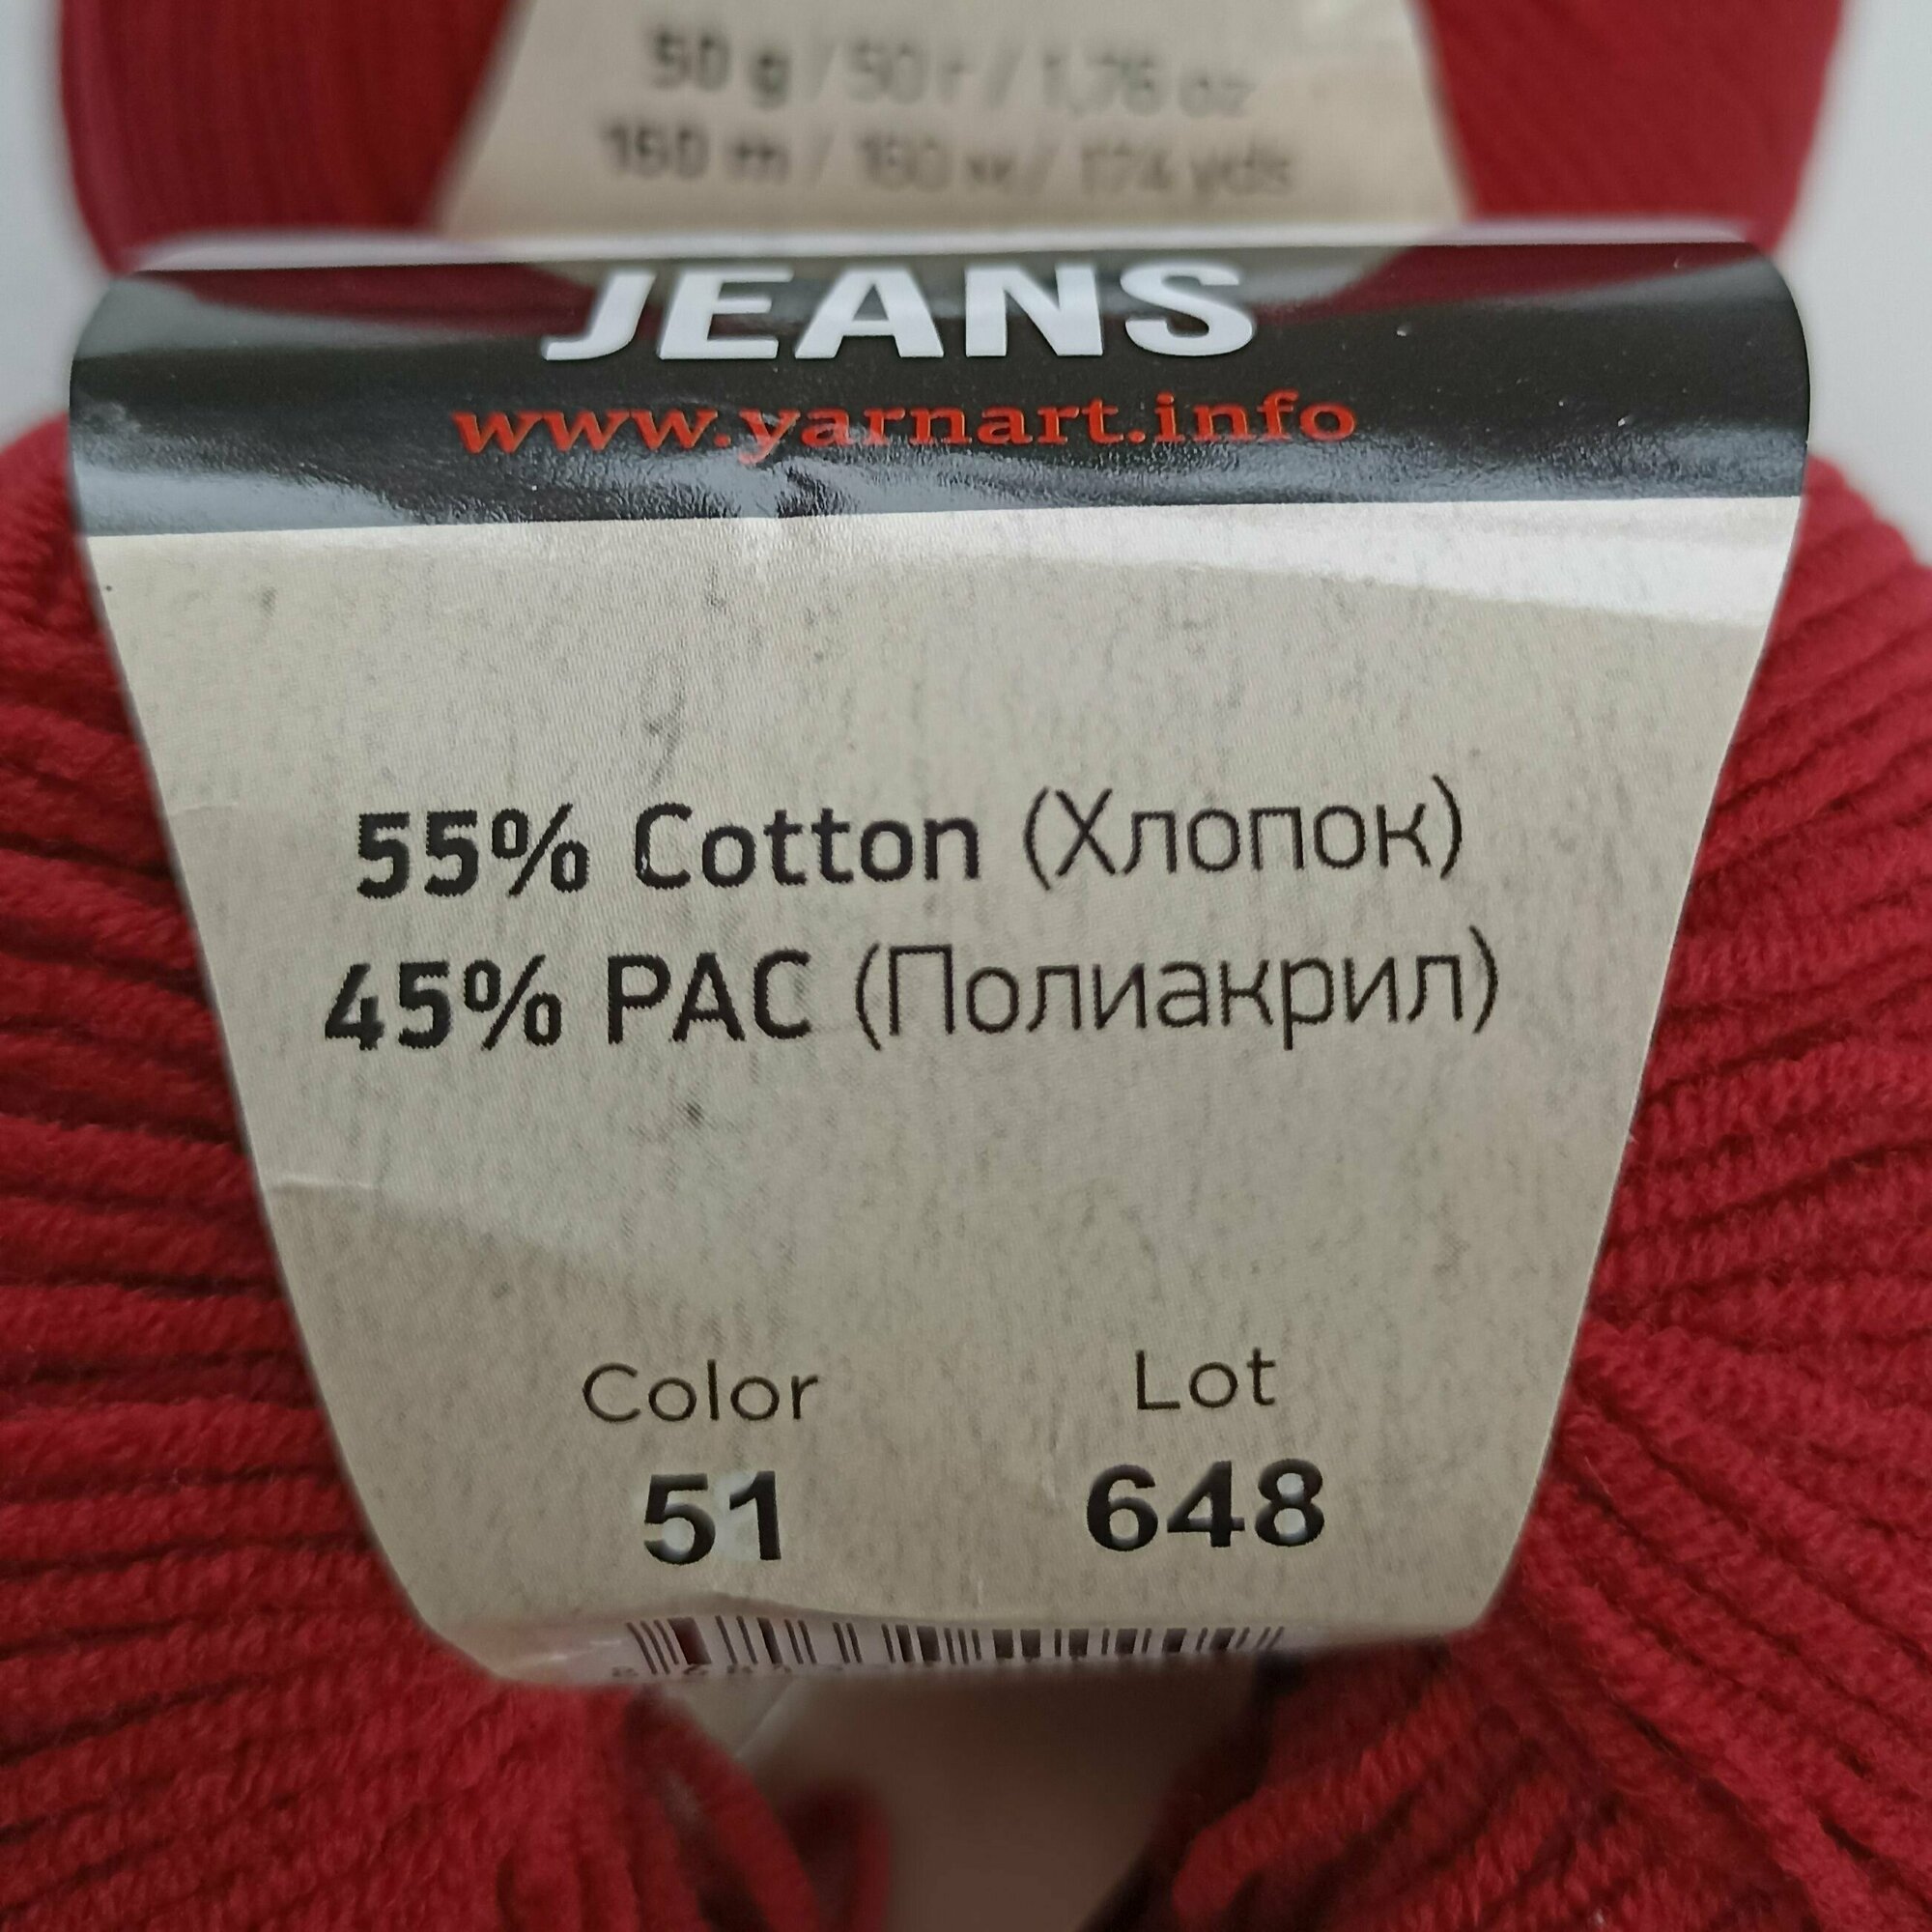 50 g / 50 г / 1,76 oz
160 m / 160 м / 174 yds
JEANS
www.yarnart.info
55% Cotton (Хлопок)
45% PAC (Полиакрил)
Color Lot
51 648